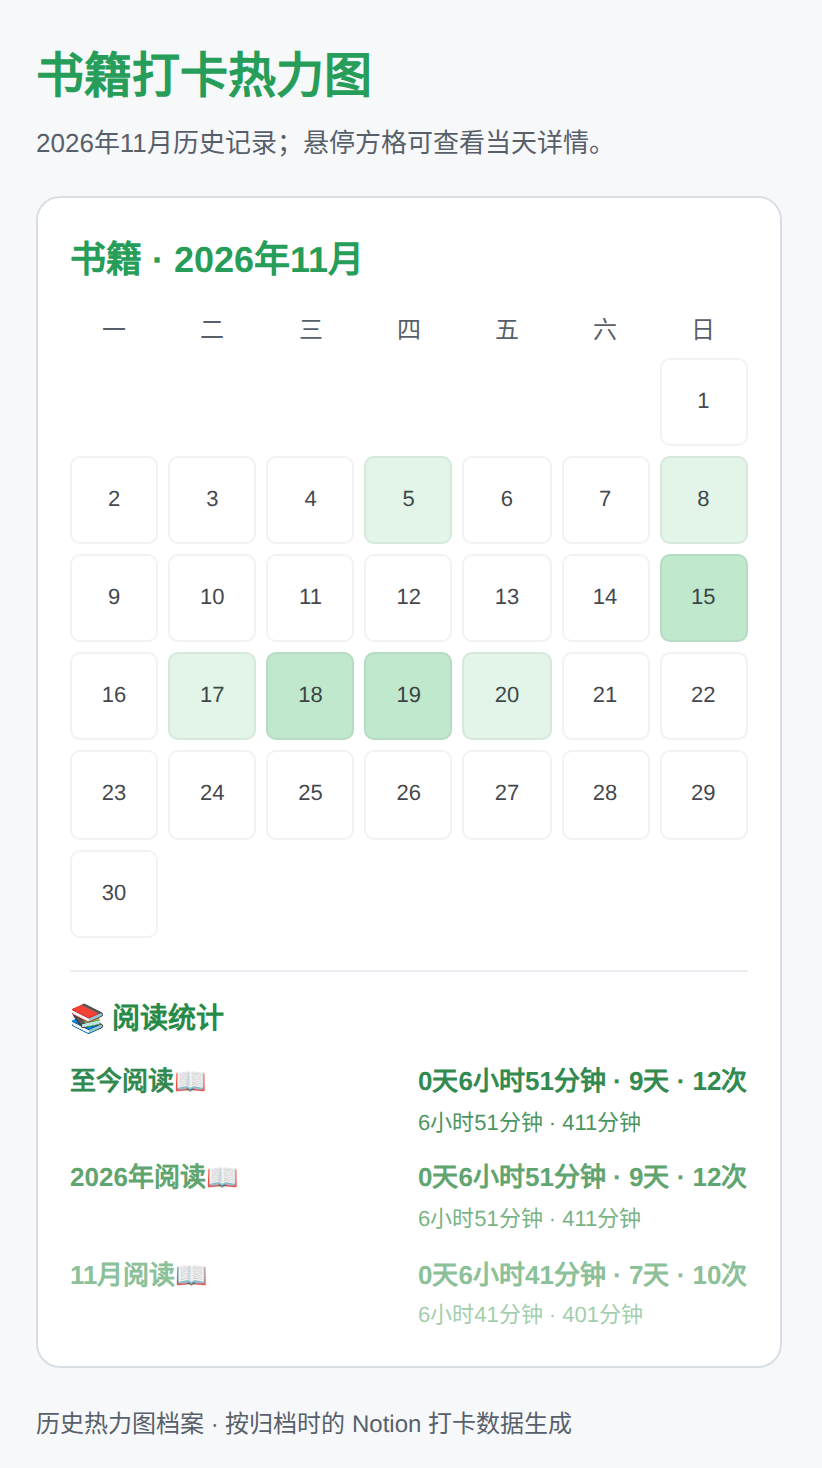 书籍打卡热力图
2026年11月历史记录；悬停方格可查看当天详情。
书籍 · 2026年11月
一 二 三 四 五 六 日
1
2 3 4 5 6 7 8
9 10 11 12 13 14 15
16 17 18 19 20 21 22
23 24 25 26 27 28 29
30
📚 阅读统计
至今阅读📖 0天6小时51分钟 · 9天 · 12次
6小时51分钟 · 411分钟
2026年阅读📖 0天6小时51分钟 · 9天 · 12次
6小时51分钟 · 411分钟
11月阅读📖 0天6小时41分钟 · 7天 · 10次
6小时41分钟 · 401分钟
历史热力图档案 · 按归档时的 Notion 打卡数据生成